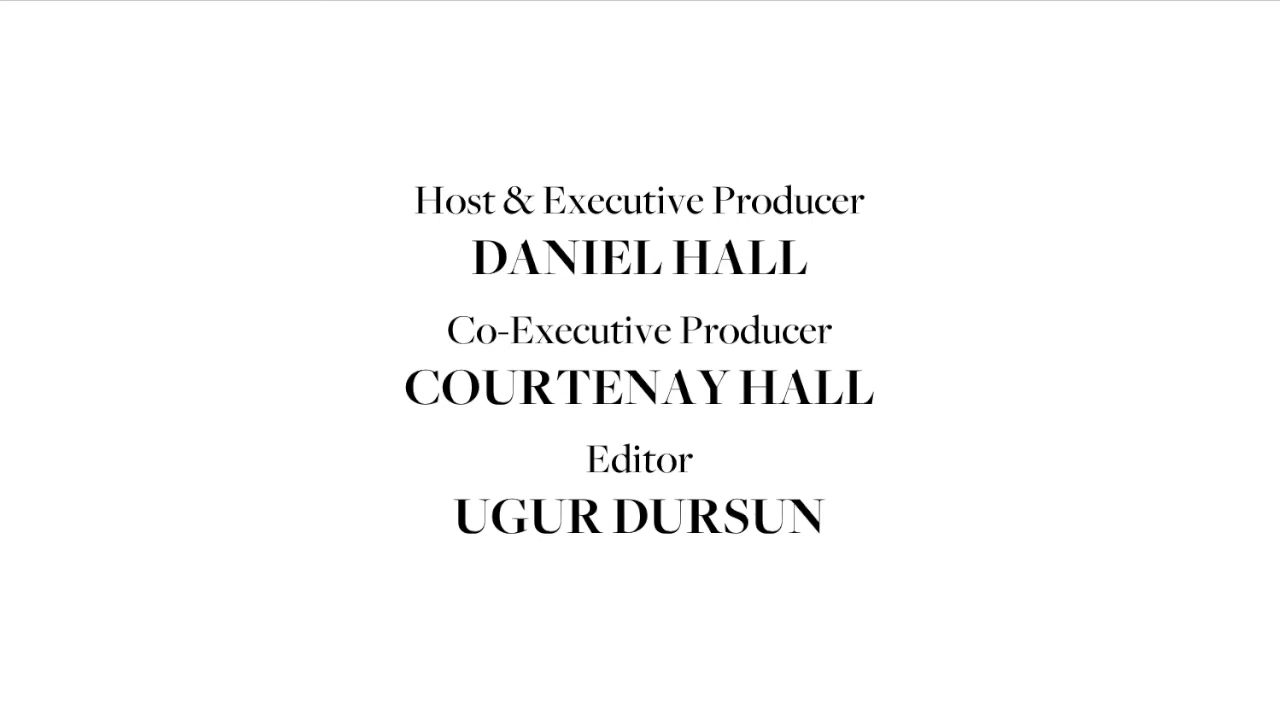 Host & Executive Producer
DANIEL HALL
Co-Executive Producer
COURTENAY HALL
Editor
UGUR DURSUN